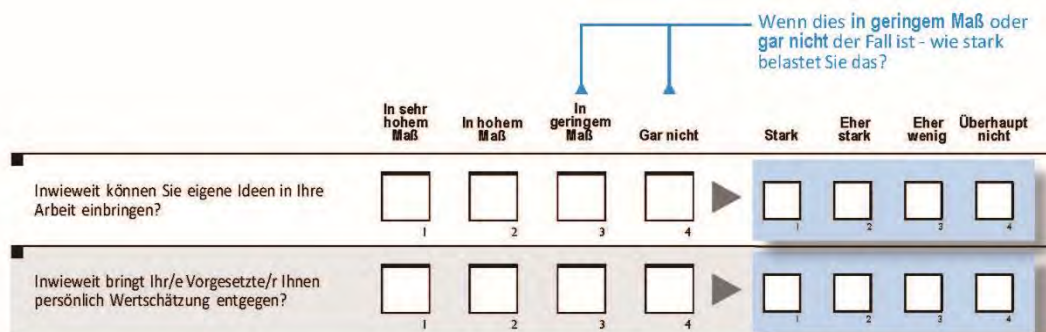 Wenn dies in geringem Maß oder
gar nicht der Fall ist - wie stark
belastet Sie das?
In sehr
hohem
Maß
In hohem
Maß
In
geringem
Maß
Gar nicht
Stark
Eher
stark
Eher
wenig
Überhaupt
nicht
Inwieweit können Sie eigene Ideen in Ihre
Arbeit einbringen?
1 2 3 4 1 2 3 4
Inwieweit bringt Ihr/e Vorgesetzte/r Ihnen
persönlich Wertschätzung entgegen?
1 2 3 4 1 2 3 4